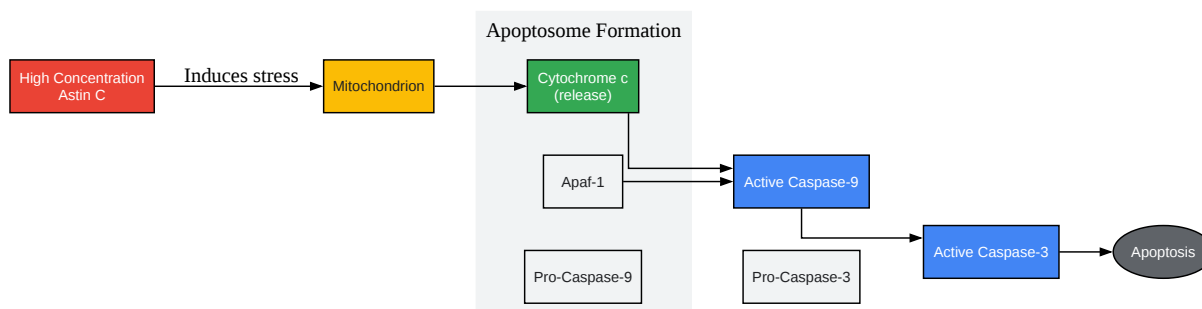 Apoptosome Formation
High Concentration
Astin C
Induces stress
Mitochondrion
Cytochrome c
(release)
Apaf-1
Active Caspase-9
Pro-Caspase-9
Pro-Caspase-3
Active Caspase-3
Apoptosis